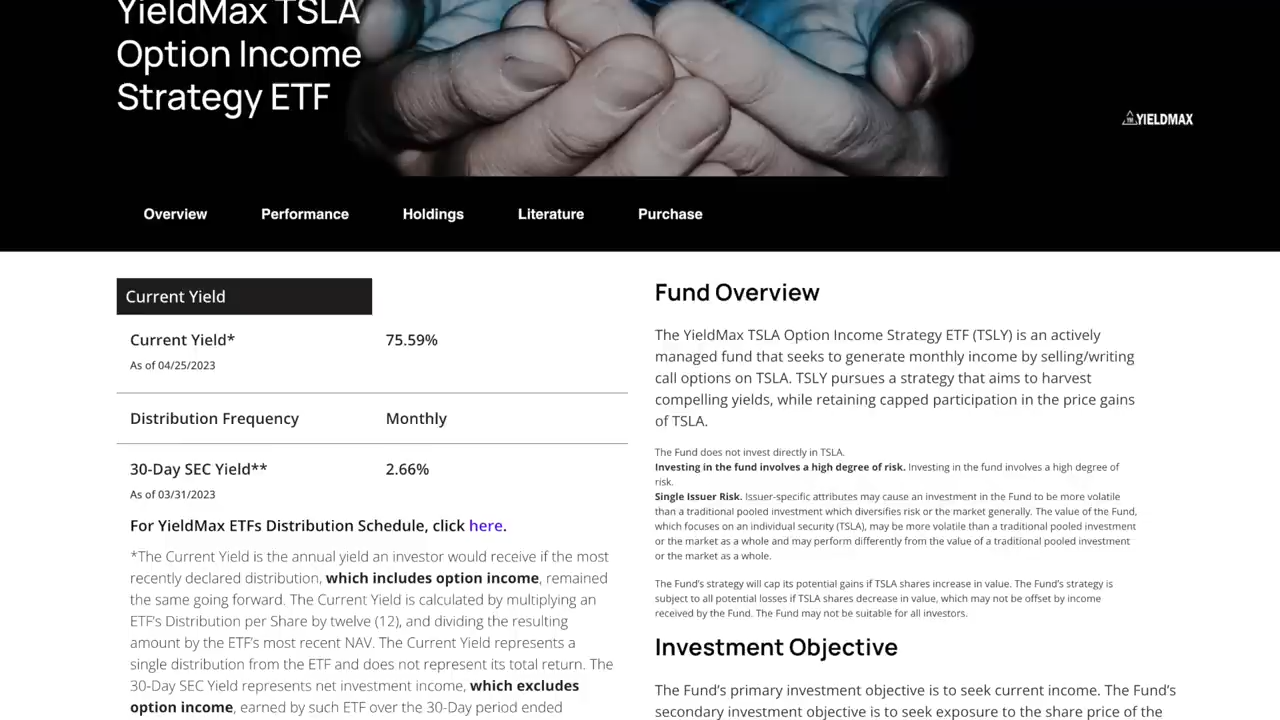 YieldMax TSLA
Option Income
Strategy ETF
YIELDMAX
Overview
Performance
Holdings
Literature
Purchase
Current Yield
Current Yield* 75.59%
As of 04/25/2023
Distribution Frequency Monthly
30-Day SEC Yield** 2.66%
As of 03/31/2023
For YieldMax ETFs Distribution Schedule, click here.
*The Current Yield is the annual yield an investor would receive if the most
recently declared distribution, which includes option income, remained
the same going forward. The Current Yield is calculated by multiplying an
ETF's Distribution per Share by twelve (12), and dividing the resulting
amount by the ETF's most recent NAV. The Current Yield represents a
single distribution from the ETF and does not represent its total return. The
30-Day SEC Yield represents net investment income, which excludes
option income, earned by such ETF over the 30-Day period ended
Fund Overview
The YieldMax TSLA Option Income Strategy ETF (TSLY) is an actively
managed fund that seeks to generate monthly income by selling/writing
call options on TSLA. TSLY pursues a strategy that aims to harvest
compelling yields, while retaining capped participation in the price gains
of TSLA.
The Fund does not invest directly in TSLA.
Investing in the fund involves a high degree of risk. Investing in the fund involves a high degree of
risk.
Single Issuer Risk. Issuer-specific attributes may cause an investment in the Fund to be more volatile
than a traditional pooled investment which diversifies risk or the market generally. The value of the Fund,
which focuses on an individual security (TSLA), may be more volatile than a traditional pooled investment
or the market as a whole and may perform differently from the value of a traditional pooled investment
or the market as a whole.
The Fund's strategy will cap its potential gains if TSLA shares increase in value. The Fund's strategy is
subject to all potential losses if TSLA shares decrease in value, which may not be offset by income
received by the Fund. The Fund may not be suitable for all investors.
Investment Objective
The Fund's primary investment objective is to seek current income. The Fund's
secondary investment objective is to seek exposure to the share price of the